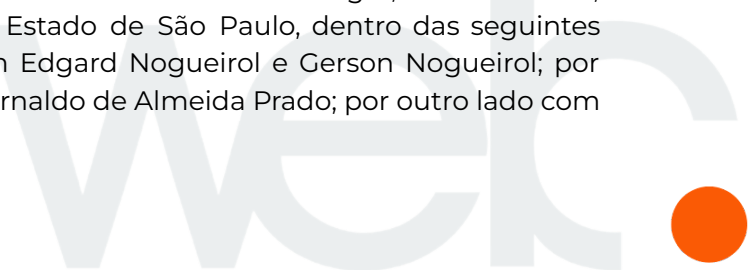 Estado de São Paulo, dentro das seguintes
Edgard Nogueirol e Gerson Nogueirol; por
de Almeida Prado; por outro lado com
web